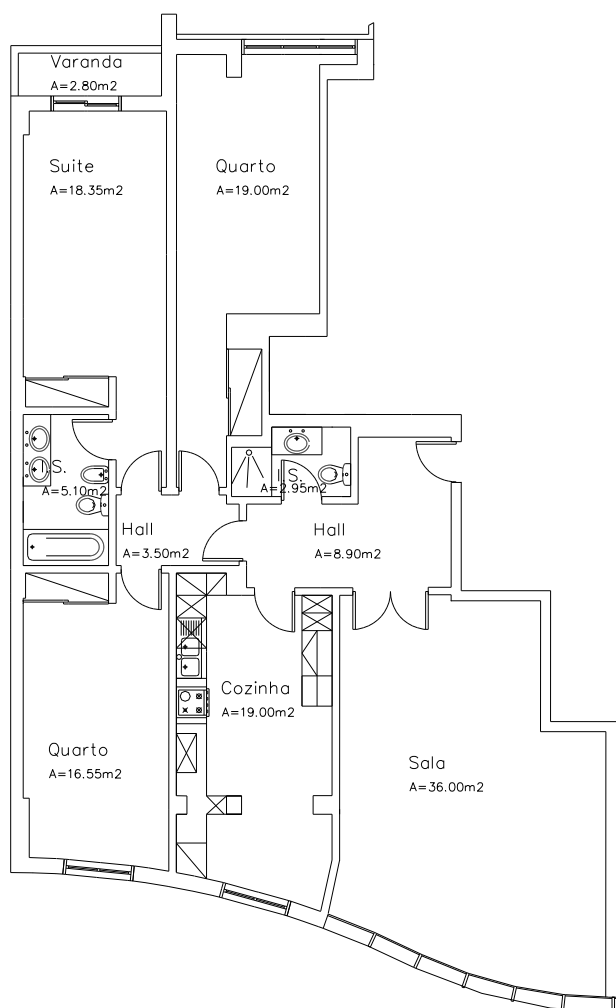 Varanda
A=2.80m2
Suite
A=18.35m2
Quarto
A=19.00m2
I.S.
A=5.10m2
I.S.
A=2.95m2
Hall
A=3.50m2
Hall
A=8.90m2
Cozinha
A=19.00m2
Quarto
A=16.55m2
Sala
A=36.00m2